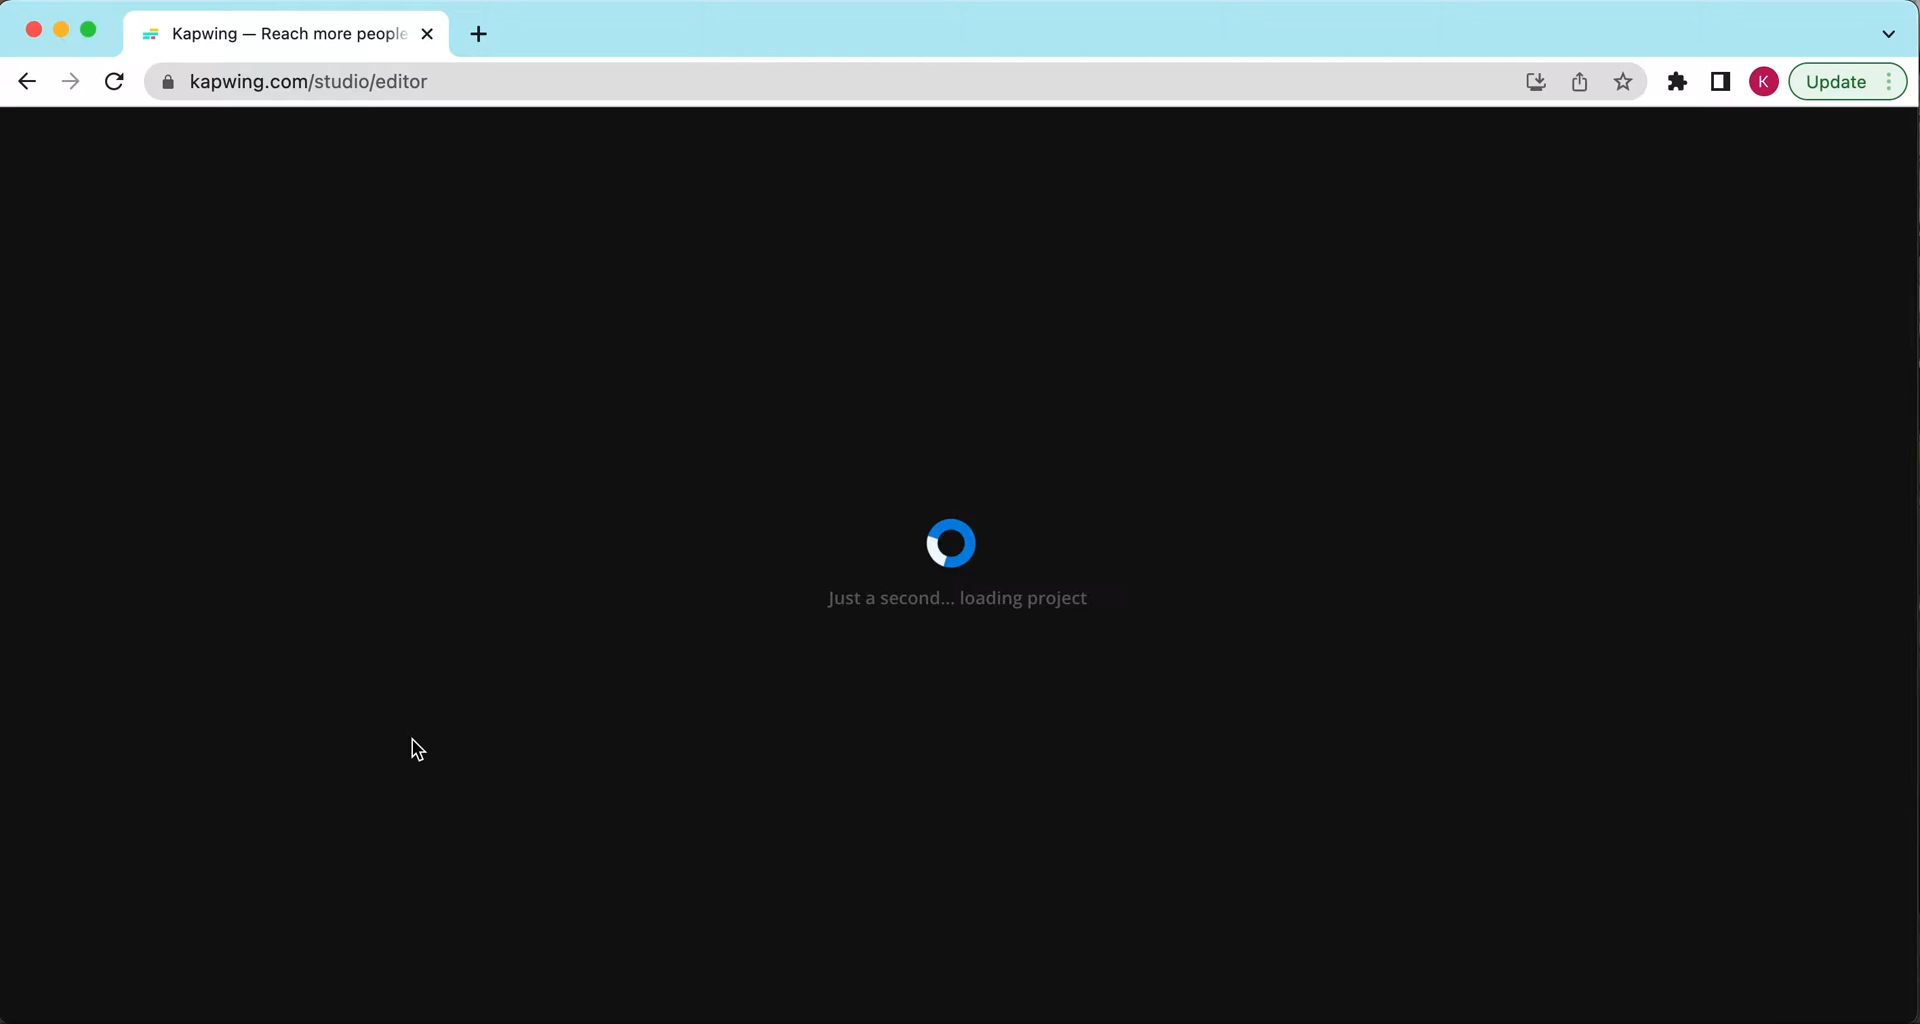 Kapwing — Reach more people
kapwing.com/studio/editor
K
Update
Just a second... loading project